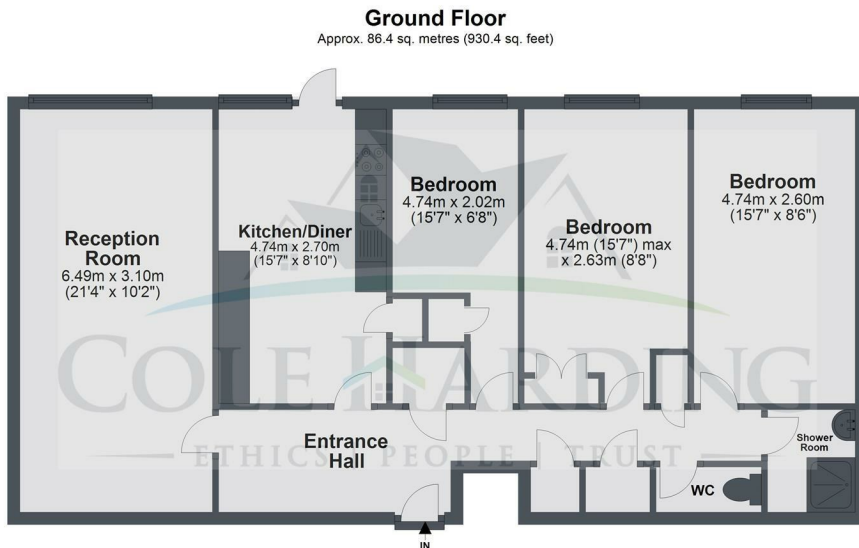 Ground Floor
Approx. 86.4 sq. metres (930.4 sq. feet)
Reception
Room
6.49m x 3.10m
(21'4" x 10'2")
Kitchen/Diner
4.74m x 2.70m
(15'7" x 8'10")
Bedroom
4.74m x 2.02m
(15'7" x 6'8")
Bedroom
4.74m (15'7") max
x 2.63m (8'8")
Bedroom
4.74m x 2.60m
(15'7" x 8'6")
COLE HARDING
ETHICS PEOPLE TRUST
Entrance
Hall
Shower
Room
WC
IN